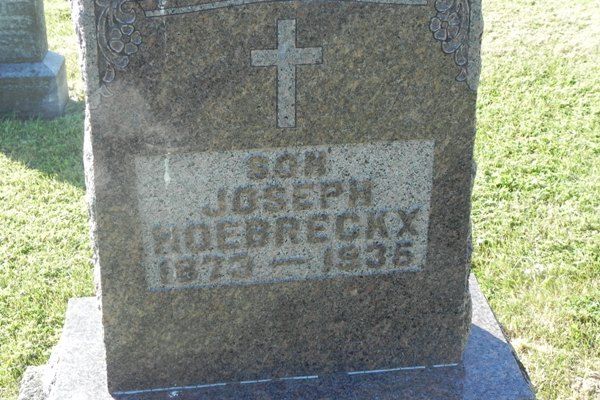 SON
JOSEPH
HOEBRECKX
1873 — 1936